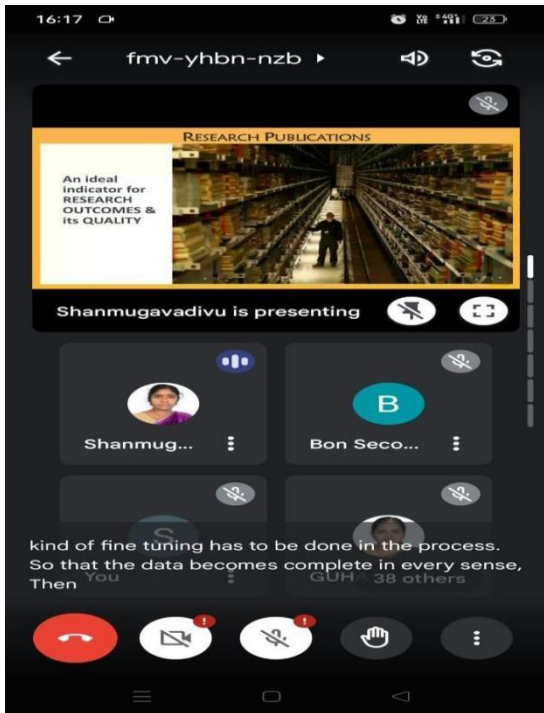 16:17
23
fmv-yhbn-nzb
RESEARCH PUBLICATIONS
An ideal
indicator for
RESEARCH
OUTCOMES &
its QUALITY
Shanmugavadivu is presenting
B
Shanmug...
Bon Seco...
S
kind of fine tuning has to be done in the process.
So that the data becomes complete in every sense,
Then
You
GUHA 38 others